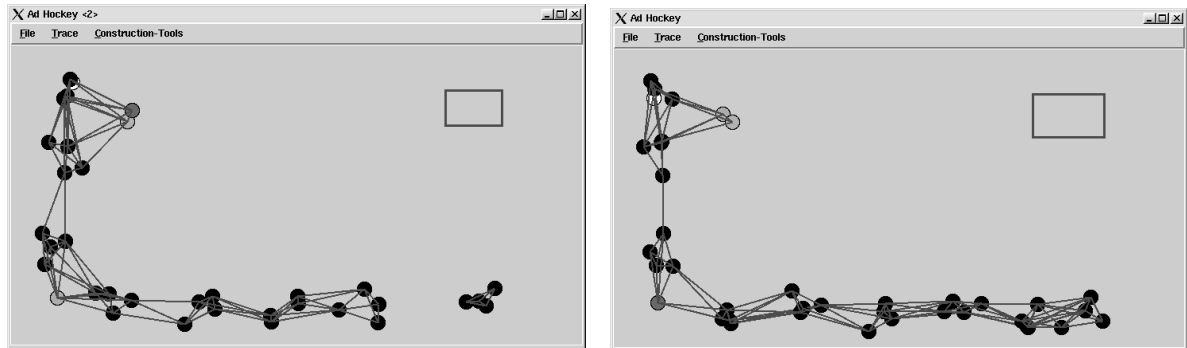 X Ad Hockey <2>
File Trace Construction-Tools
X Ad Hockey
File Trace Construction-Tools